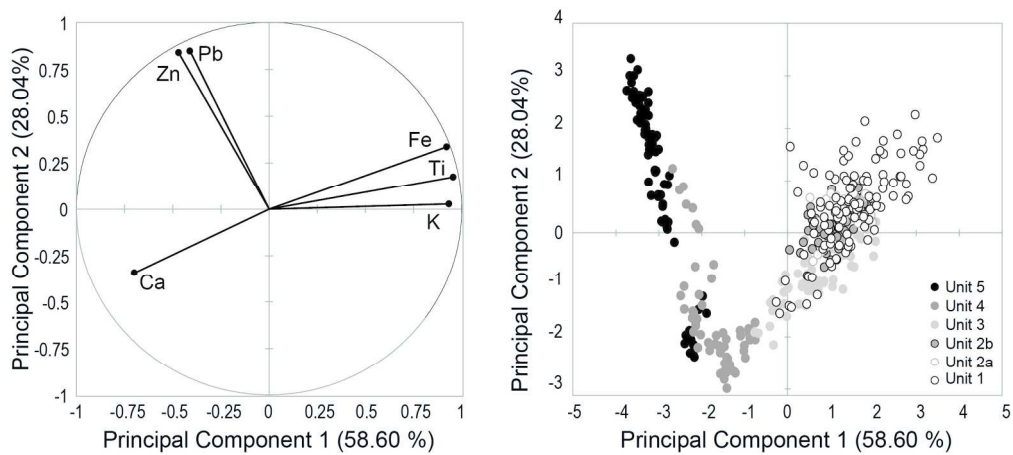 Principal Component 2 (28.04%)
1
0.75
0.5
0.25
0
-0.25
-0.5
-0.75
-1
Pb
Zn
Fe
Ti
K
Ca
-1
-0.75
-0.5
-0.25
0
0.25
0.5
0.75
1
Principal Component 1 (58.60 %)
Principal Component 2 (28.04%)
4
3
2
1
0
-1
-2
-3
Unit 5
Unit 4
Unit 3
Unit 2b
Unit 2a
Unit 1
-5
-4
-3
-2
-1
0
1
2
3
4
5
Principal Component 1 (58.60 %)